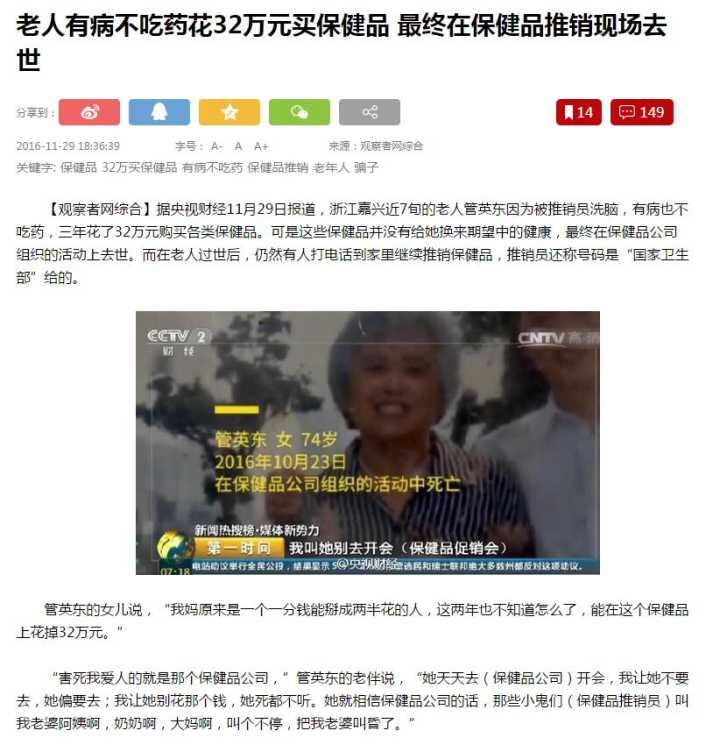 老人有病不吃药花32万元买保健品 最终在保健品推销现场去
世
分享到：
14
149
2016-11-29 18:36:39 字号： A- A A+ 来源：观察者网综合
关键字: 保健品 32万买保健品 有病不吃药 保健品推销 老年人 骗子
【观察者网综合】据央视财经11月29日报道，浙江嘉兴近7旬的老人管英东因为被推销员洗脑，有病也不
吃药，三年花了32万元购买各类保健品。可是这些保健品并没有给她换来期望中的健康，最终在保健品公司
组织的活动上去世。而在老人过世后，仍然有人打电话到家里继续推销保健品，推销员还称号码是“国家卫生
部”给的。
CCTV 2
财经
CNTV 高清
管英东 女 74岁
2016年10月23日
在保健品公司组织的活动中死亡
新闻热搜榜·媒体新势力
第一时间 我叫她别去开会（保健品促销会）
@央视财经
07:18
管英东的女儿说，“我妈原来是一个一分钱能掰成两半花的人，这两年也不知道怎么了，能在这个保健品
上花掉32万元。”
“害死我爱人的就是那个保健品公司，”管英东的老伴说，“她天天去（保健品公司）开会，我让她不要
去，她偏要去；我让她别花那个钱，她死都不听。她就相信保健品公司的话，那些小鬼们（保健品推销员）叫
我老婆阿姨啊，奶奶啊，大妈啊，叫个不停，把我老婆叫昏了。”